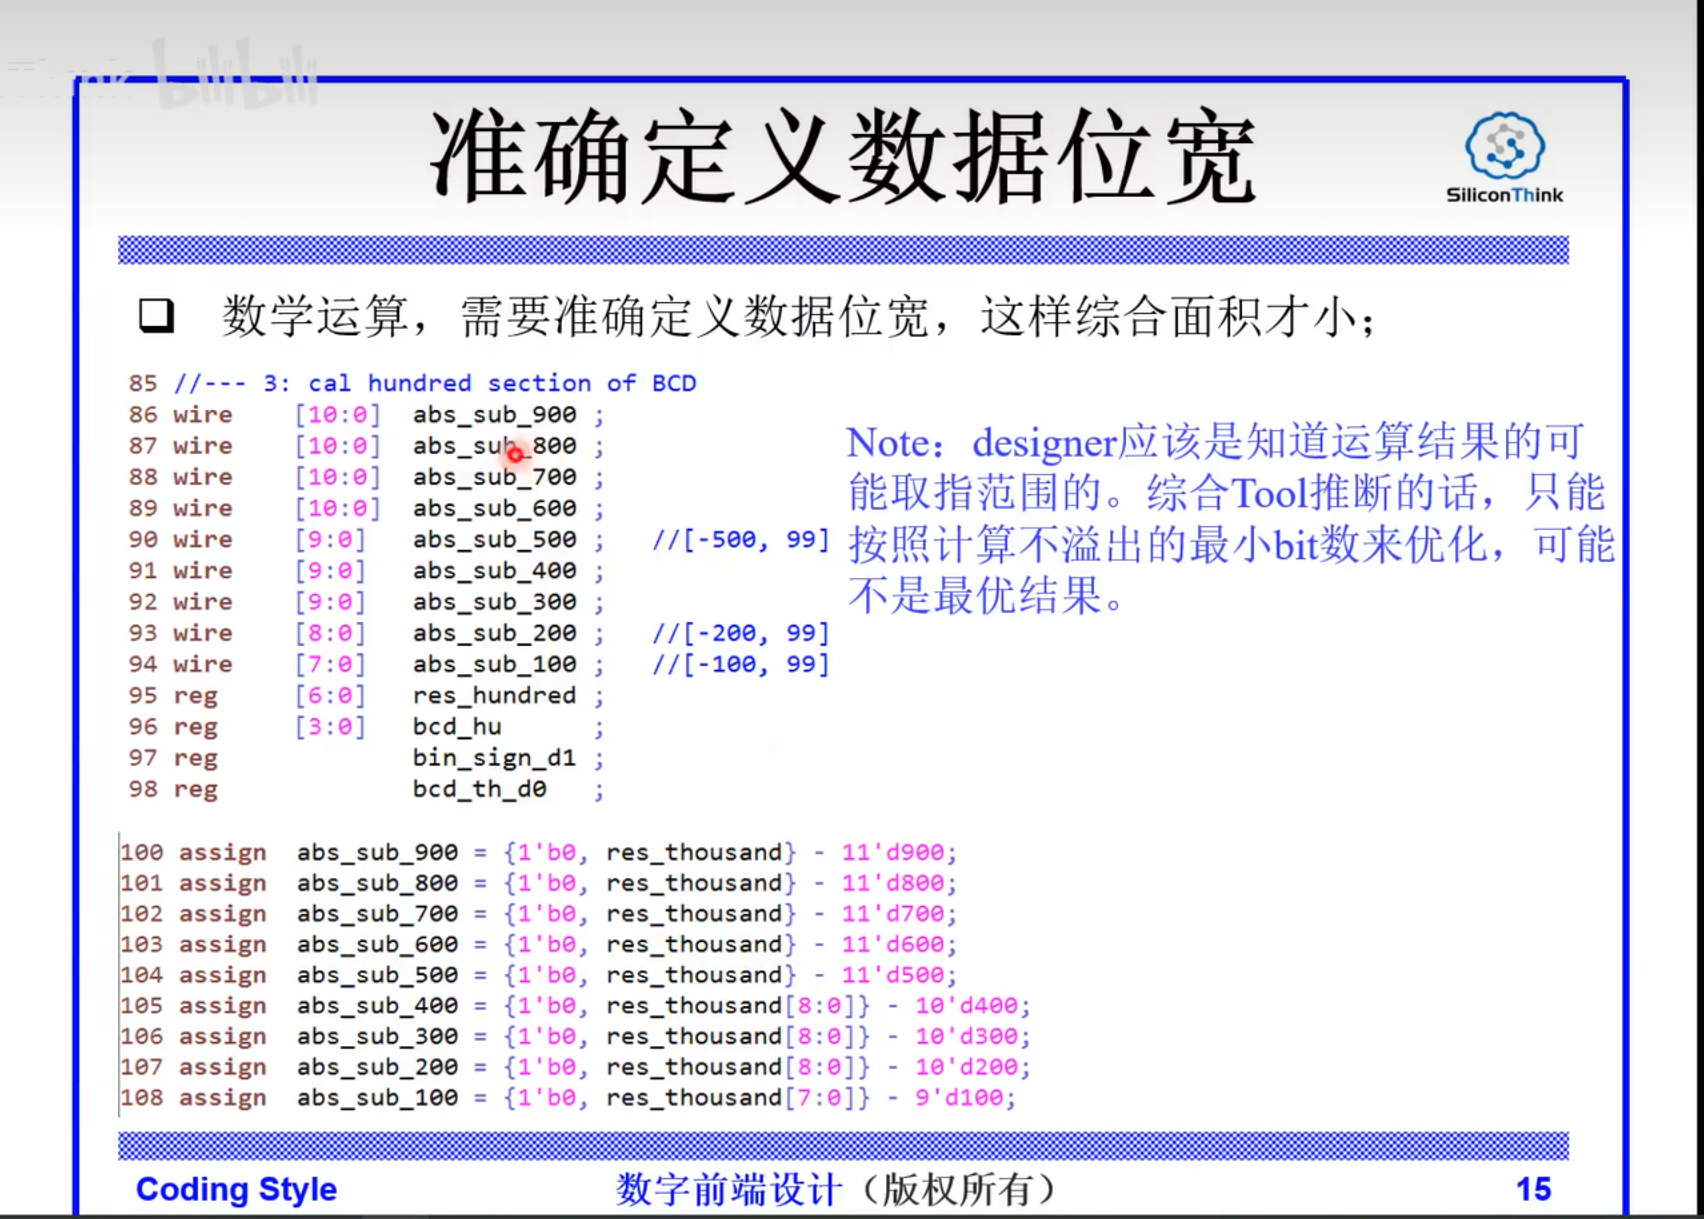 bilibili
准确定义数据位宽
SiliconThink
❑ 数学运算，需要准确定义数据位宽，这样综合面积才小；
85 //--- 3: cal hundred section of BCD
86 wire [10:0] abs_sub_900 ;
87 wire [10:0] abs_sub_800 ;
88 wire [10:0] abs_sub_700 ;
89 wire [10:0] abs_sub_600 ;
90 wire [9:0] abs_sub_500 ; //[-500, 99]
91 wire [9:0] abs_sub_400 ;
92 wire [9:0] abs_sub_300 ;
93 wire [8:0] abs_sub_200 ; //[-200, 99]
94 wire [7:0] abs_sub_100 ; //[-100, 99]
95 reg [6:0] res_hundred ;
96 reg [3:0] bcd_hu ;
97 reg bin_sign_d1 ;
98 reg bcd_th_d0 ;
Note：designer应该是知道运算结果的可
能取指范围的。综合Tool推断的话，只能
按照计算不溢出的最小bit数来优化，可能
不是最优结果。
100 assign abs_sub_900 = {1'b0, res_thousand} - 11'd900;
101 assign abs_sub_800 = {1'b0, res_thousand} - 11'd800;
102 assign abs_sub_700 = {1'b0, res_thousand} - 11'd700;
103 assign abs_sub_600 = {1'b0, res_thousand} - 11'd600;
104 assign abs_sub_500 = {1'b0, res_thousand} - 11'd500;
105 assign abs_sub_400 = {1'b0, res_thousand[8:0]} - 10'd400;
106 assign abs_sub_300 = {1'b0, res_thousand[8:0]} - 10'd300;
107 assign abs_sub_200 = {1'b0, res_thousand[8:0]} - 10'd200;
108 assign abs_sub_100 = {1'b0, res_thousand[7:0]} - 9'd100;
Coding Style
数字前端设计（版权所有）
15